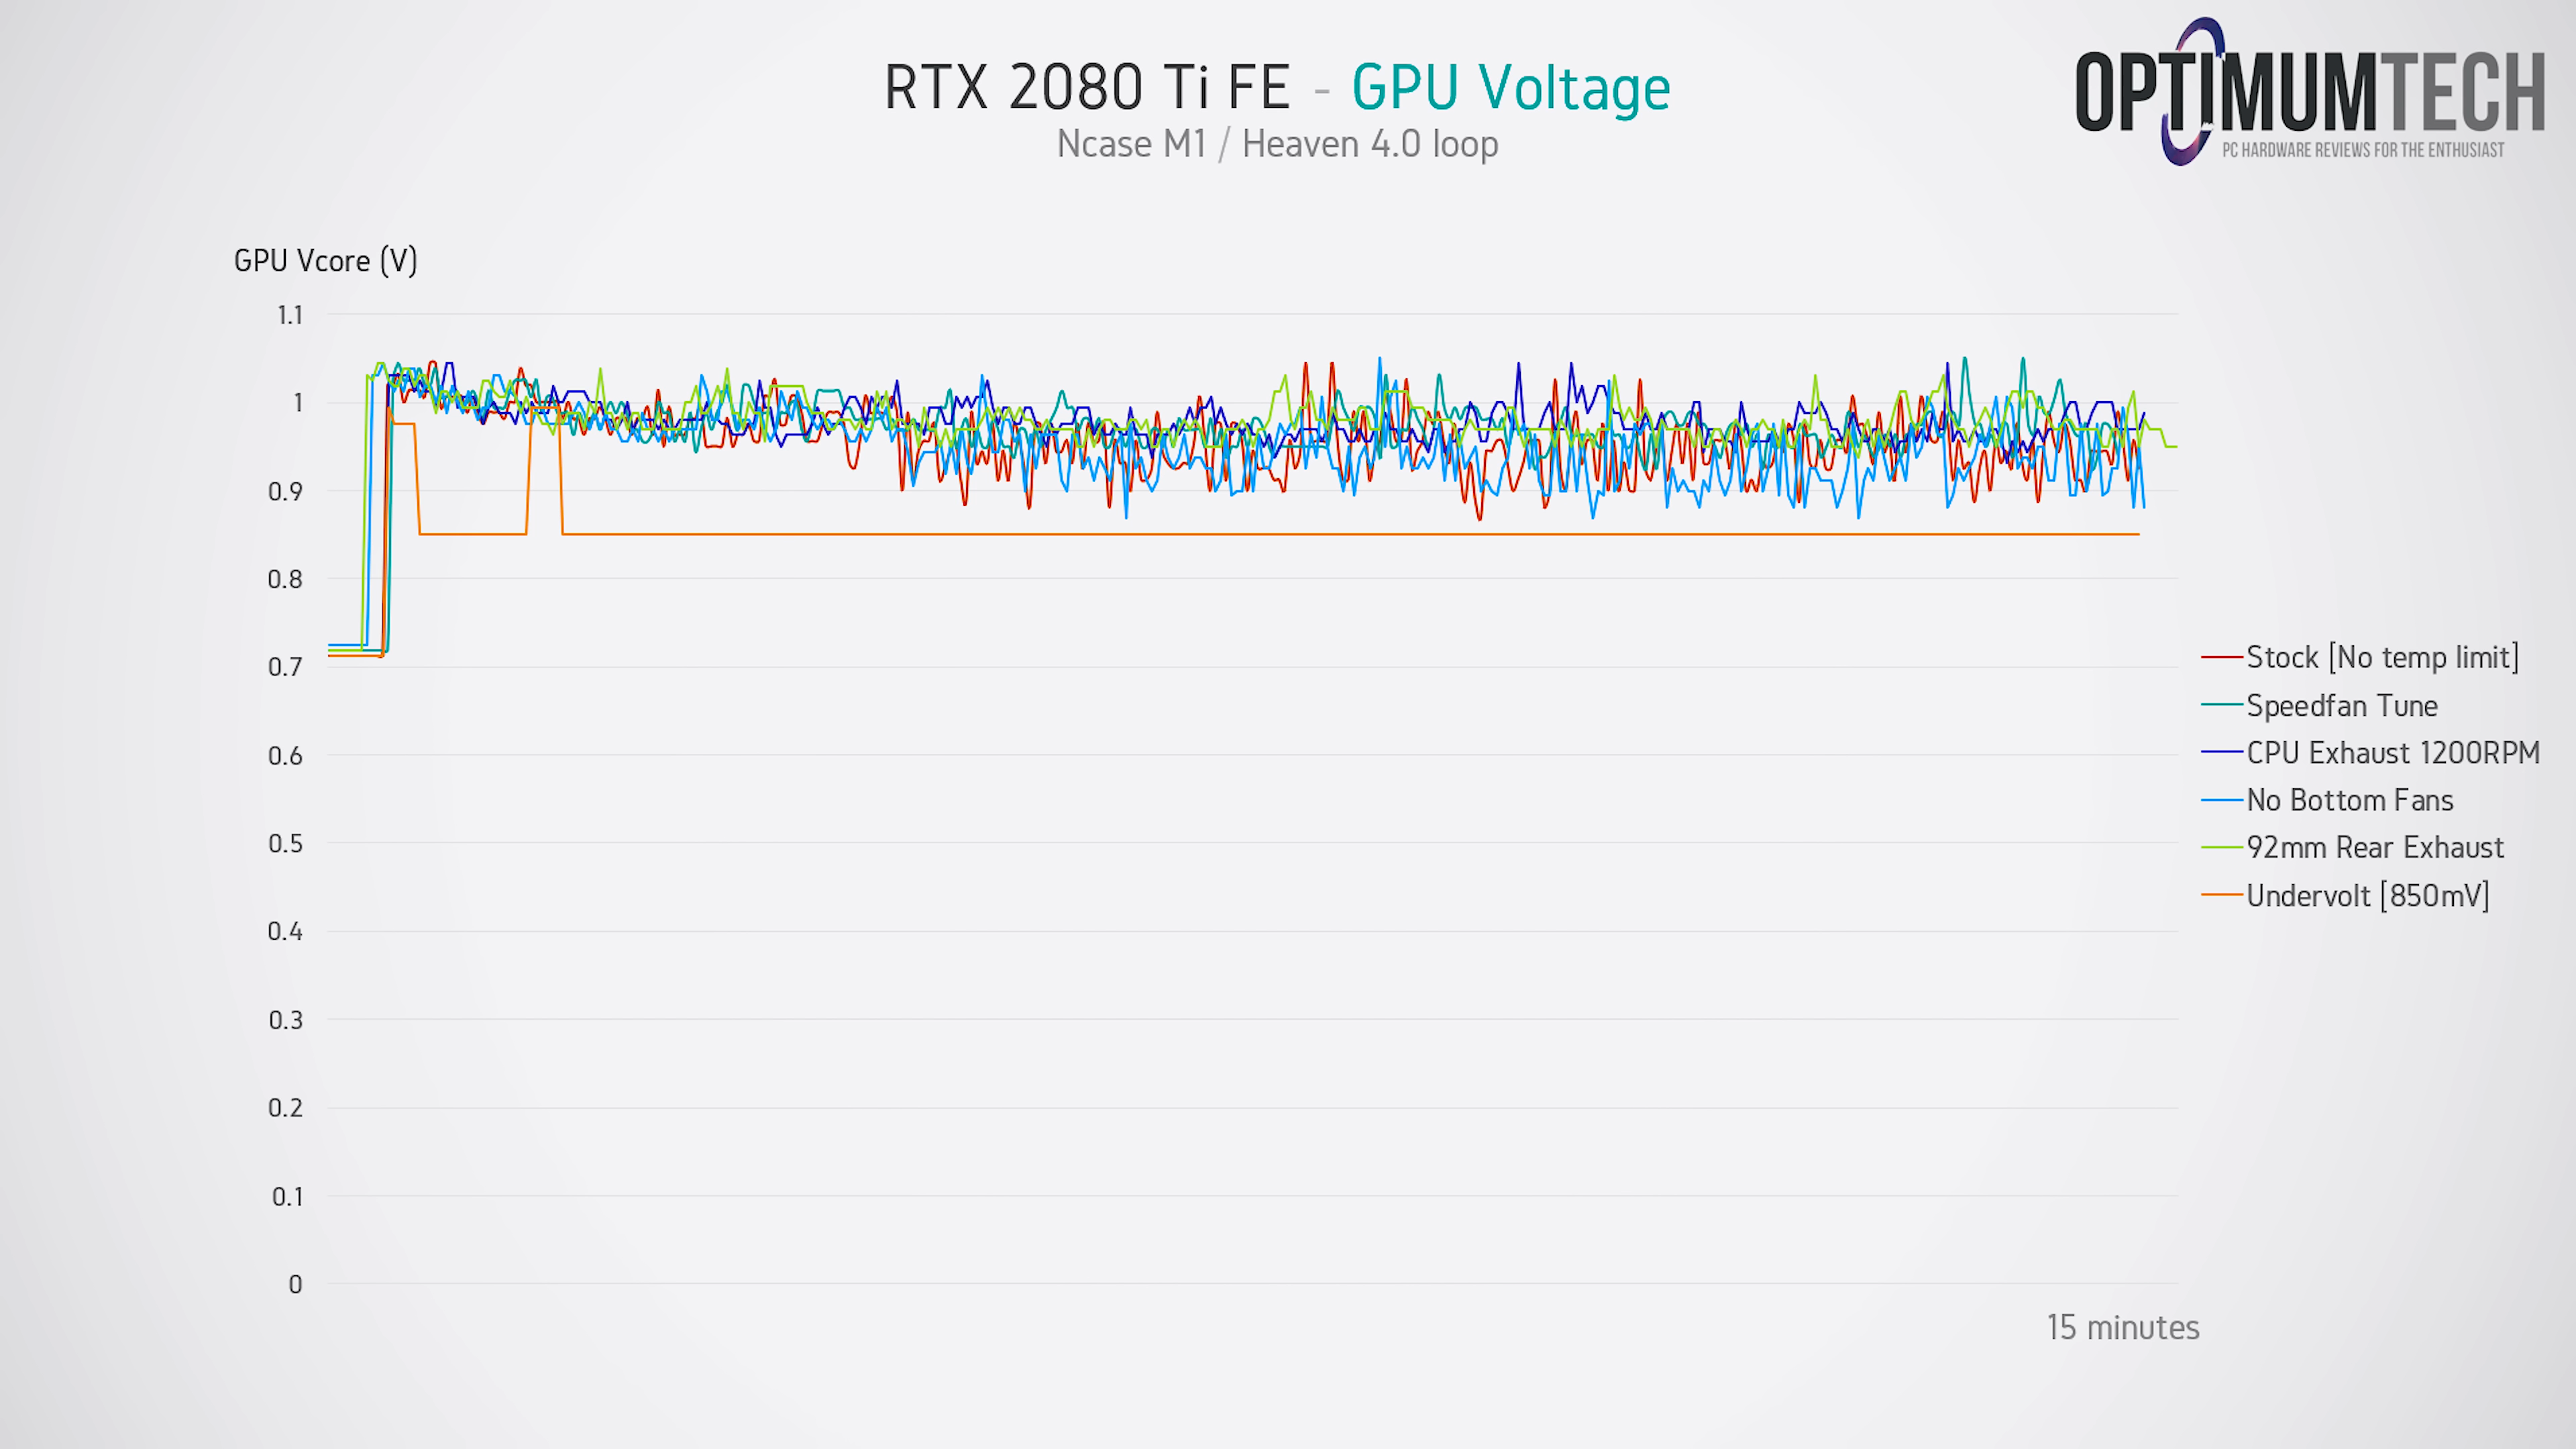 RTX 2080 Ti FE - GPU Voltage
Ncase M1 / Heaven 4.0 loop
OPTIMUMTECH
PC HARDWARE REVIEWS FOR THE ENTHUSIAST
GPU Vcore (V)
1.1
1
0.9
0.8
0.7
0.6
0.5
0.4
0.3
0.2
0.1
0
Stock [No temp limit]
Speedfan Tune
CPU Exhaust 1200RPM
No Bottom Fans
92mm Rear Exhaust
Undervolt [850mV]
15 minutes